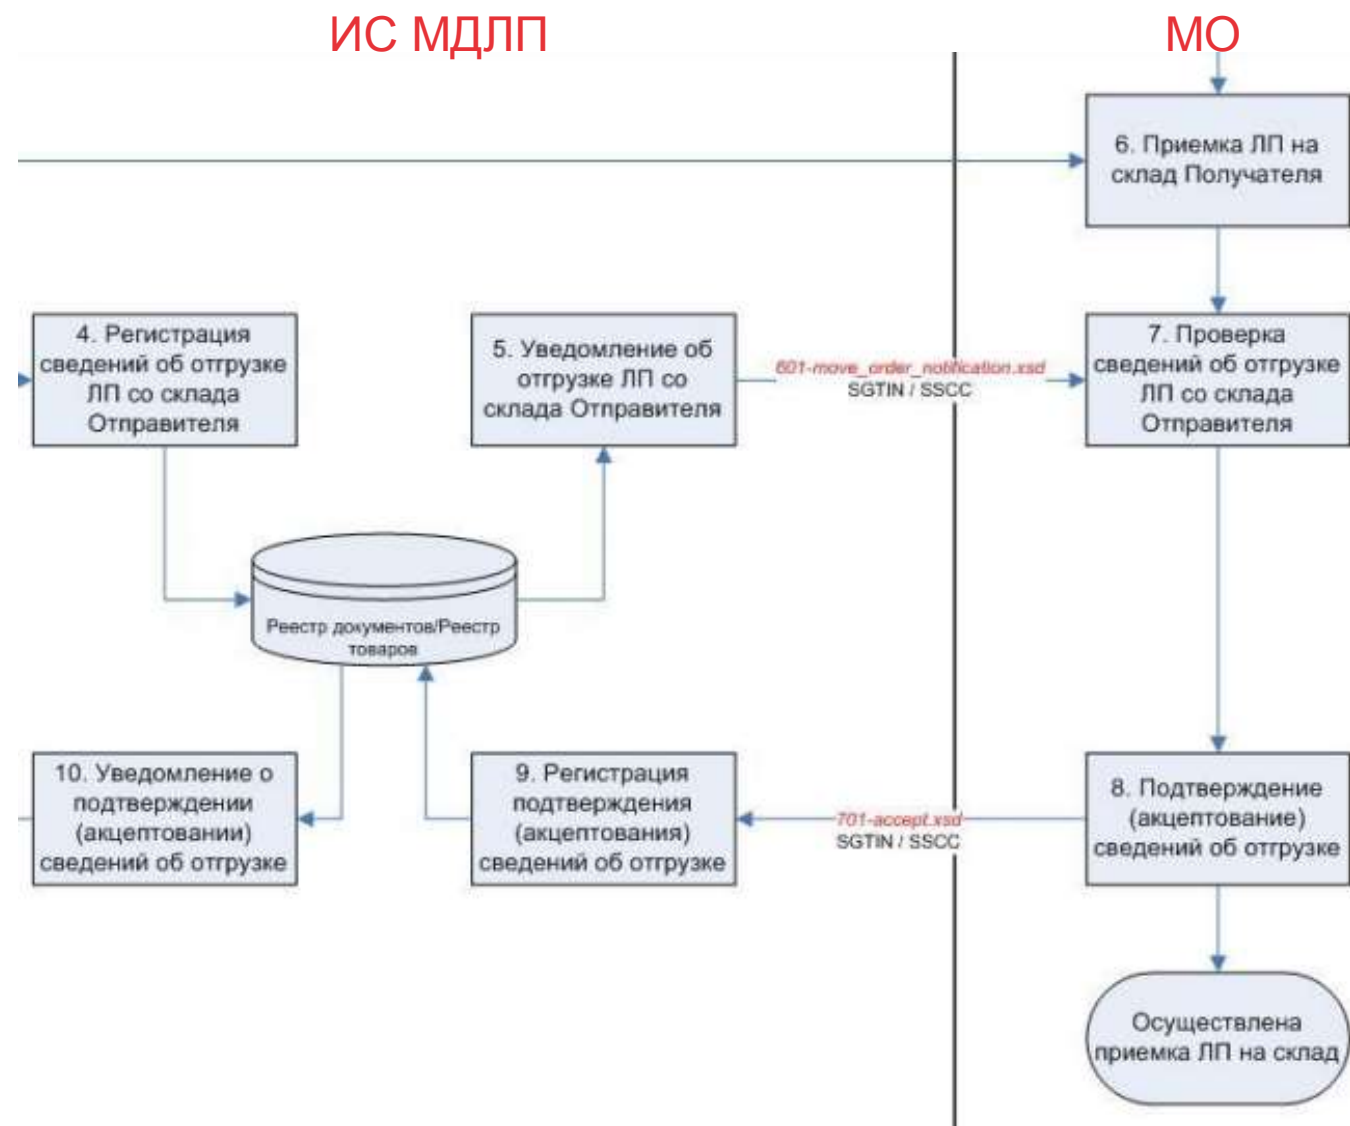 ИС МДЛП
МО
6. Приемка ЛП на
склад Получателя
4. Регистрация
сведений об отгрузке
ЛП со склада
Отправителя
5. Уведомление об
отгрузке ЛП со
склада Отправителя
601-move_order_notification.xsd
SGTIN / SSCC
7. Проверка
сведений об отгрузке
ЛП со склада
Отправителя
Реестр документов/Реестр
товаров
10. Уведомление о
подтверждении
(акцептовании)
сведений об отгрузке
9. Регистрация
подтверждения
(акцептования)
сведений об отгрузке
701-accept.xsd
SGTIN / SSCC
8. Подтверждение
(акцептование)
сведений об отгрузке
Осуществлена
приемка ЛП на склад